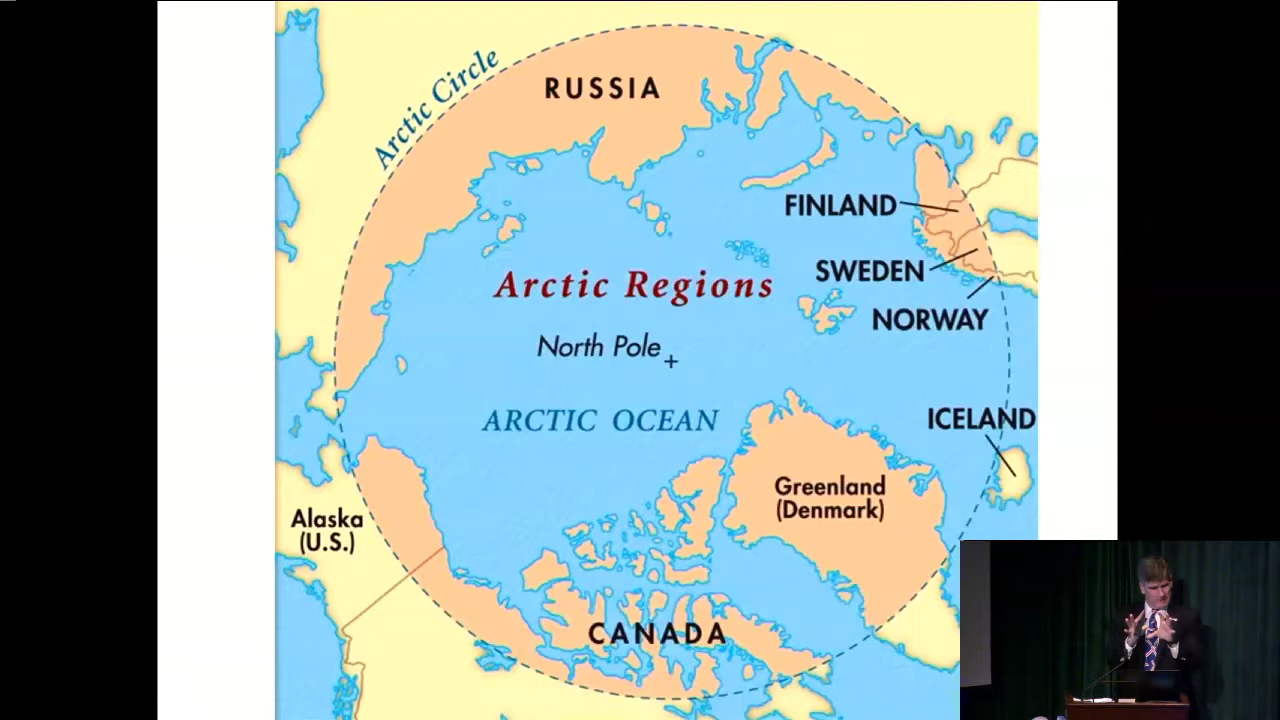 Arctic Circle
RUSSIA
FINLAND
SWEDEN
Arctic Regions
NORWAY
North Pole
ARCTIC OCEAN
ICELAND
Greenland
(Denmark)
Alaska
(U.S.)
CANADA